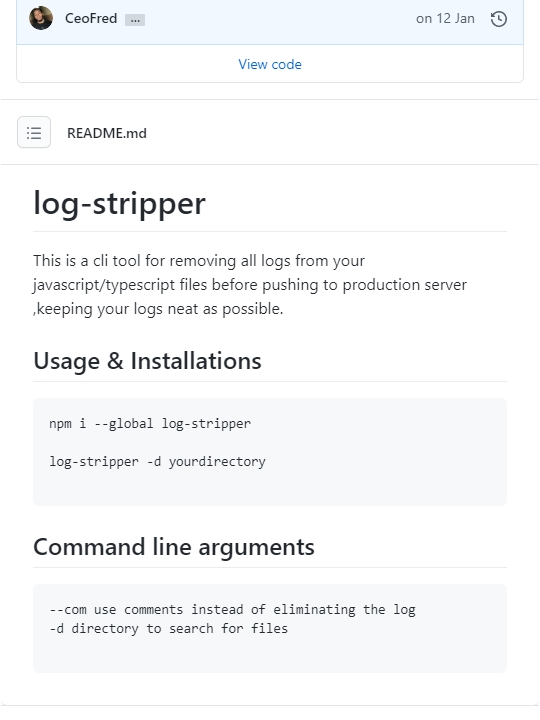 CeoFred ...
on 12 Jan
View code
README.md
log-stripper
This is a cli tool for removing all logs from your
javascript/typescript files before pushing to production server
,keeping your logs neat as possible.
Usage & Installations
npm i --global log-stripper
log-stripper -d yourdirectory
Command line arguments
--com use comments instead of eliminating the log
-d directory to search for files